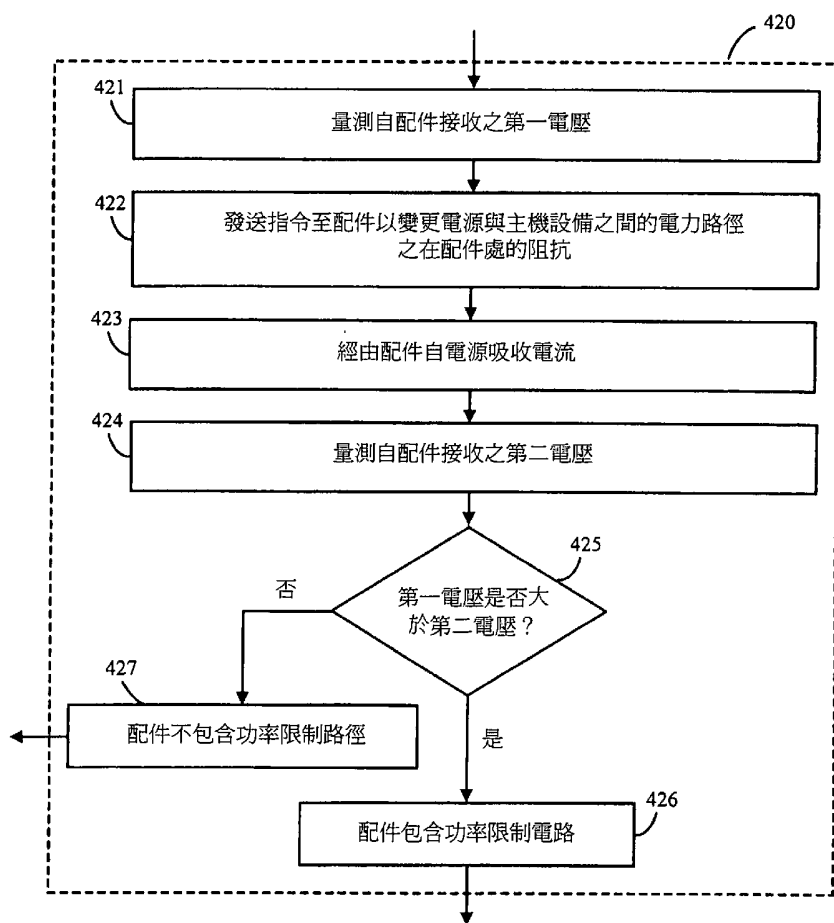 420
421
量測自配件接收之第一電壓
422
發送指令至配件以變更電源與主機設備之間的電力路徑
之在配件處的阻抗
423
經由配件自電源吸收電流
424
量測自配件接收之第二電壓
425
第一電壓是否大
於第二電壓？
否
427
配件不包含功率限制路徑
是
426
配件包含功率限制電路